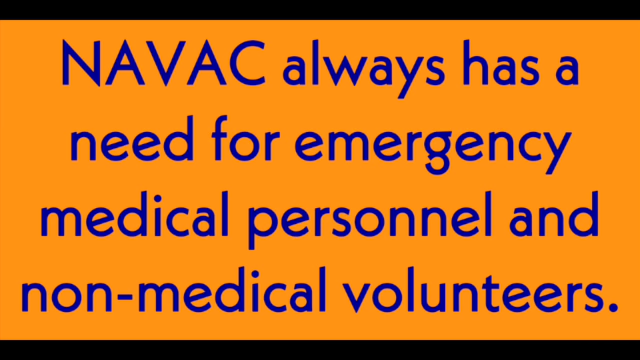 NAVAC always has a
need for emergency
medical personnel and
non-medical volunteers.